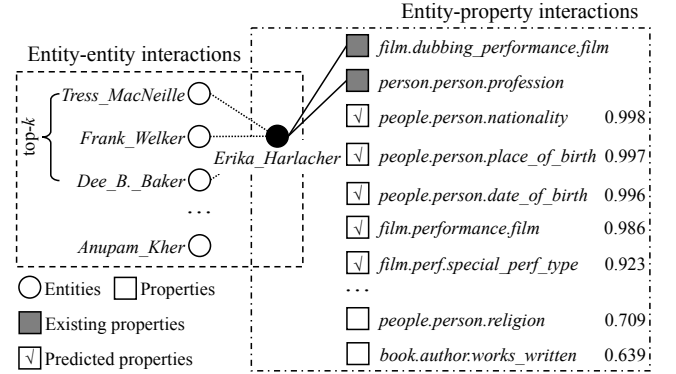 Entity-property interactions
Entity-entity interactions
film.dubbing_performance.film
person.person.profession
people.person.nationality 0.998
people.person.place_of_birth 0.997
people.person.date_of_birth 0.996
film.performance.film 0.986
film.perf.special_perf_type 0.923
...
people.person.religion 0.709
book.author.works_written 0.639
top-k
Tress_MacNeille
Frank_Welker
Dee_B._Baker
...
Anupam_Kher
Erika_Harlacher
Entities
Properties
Existing properties
√ Predicted properties